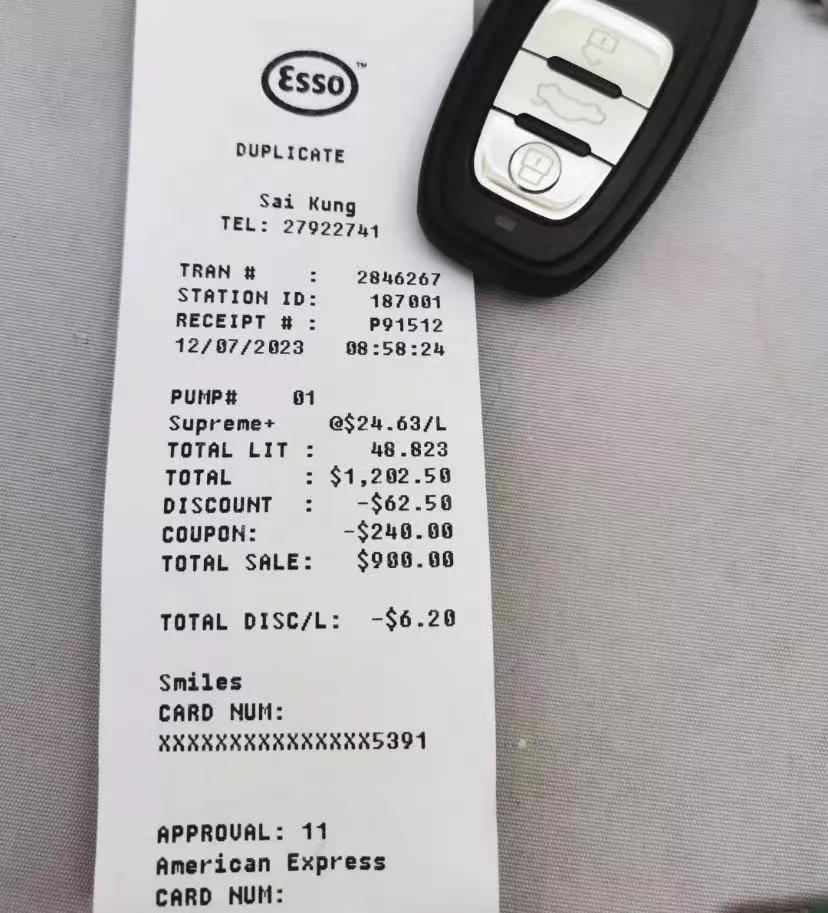 Esso™
DUPLICATE
Sai Kung
TEL: 27922741
TRAN # : 2846267
STATION ID: 187001
RECEIPT # : P91512
12/07/2023 08:58:24
PUMP# 01
Supreme+ @$24.63/L
TOTAL LIT : 48.823
TOTAL : $1,202.50
DISCOUNT : -$62.50
COUPON: -$240.00
TOTAL SALE: $900.00
TOTAL DISC/L: -$6.20
Smiles
CARD NUM:
XXXXXXXXXXXXXXX5391
APPROVAL: 11
American Express
CARD NUM: